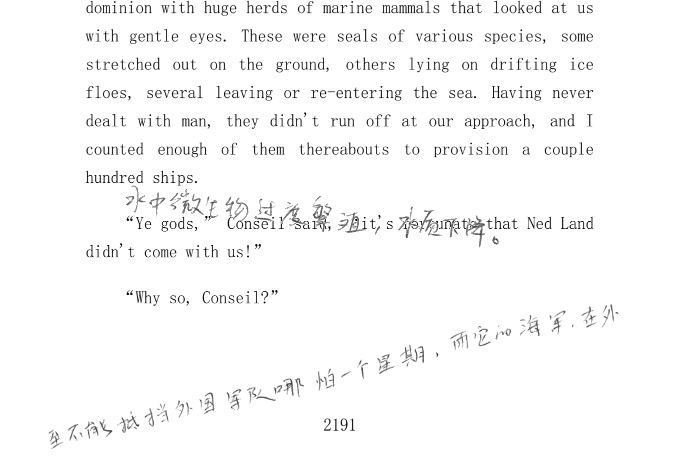 dominion with huge herds of marine mammals that looked at us
with gentle eyes. These were seals of various species, some
stretched out on the ground, others lying on drifting ice
floes, several leaving or re-entering the sea. Having never
dealt with man, they didn't run off at our approach, and I
counted enough of them thereabouts to provision a couple
hundred ships.
水中微生物过度繁殖，水质下降。
“Ye gods,” Conseil said, “it's fortunate that Ned Land
didn't come with us!”
“Why so, Conseil?”
至不能抵挡外国军队哪怕一个星期，而它的海军．在外
2191